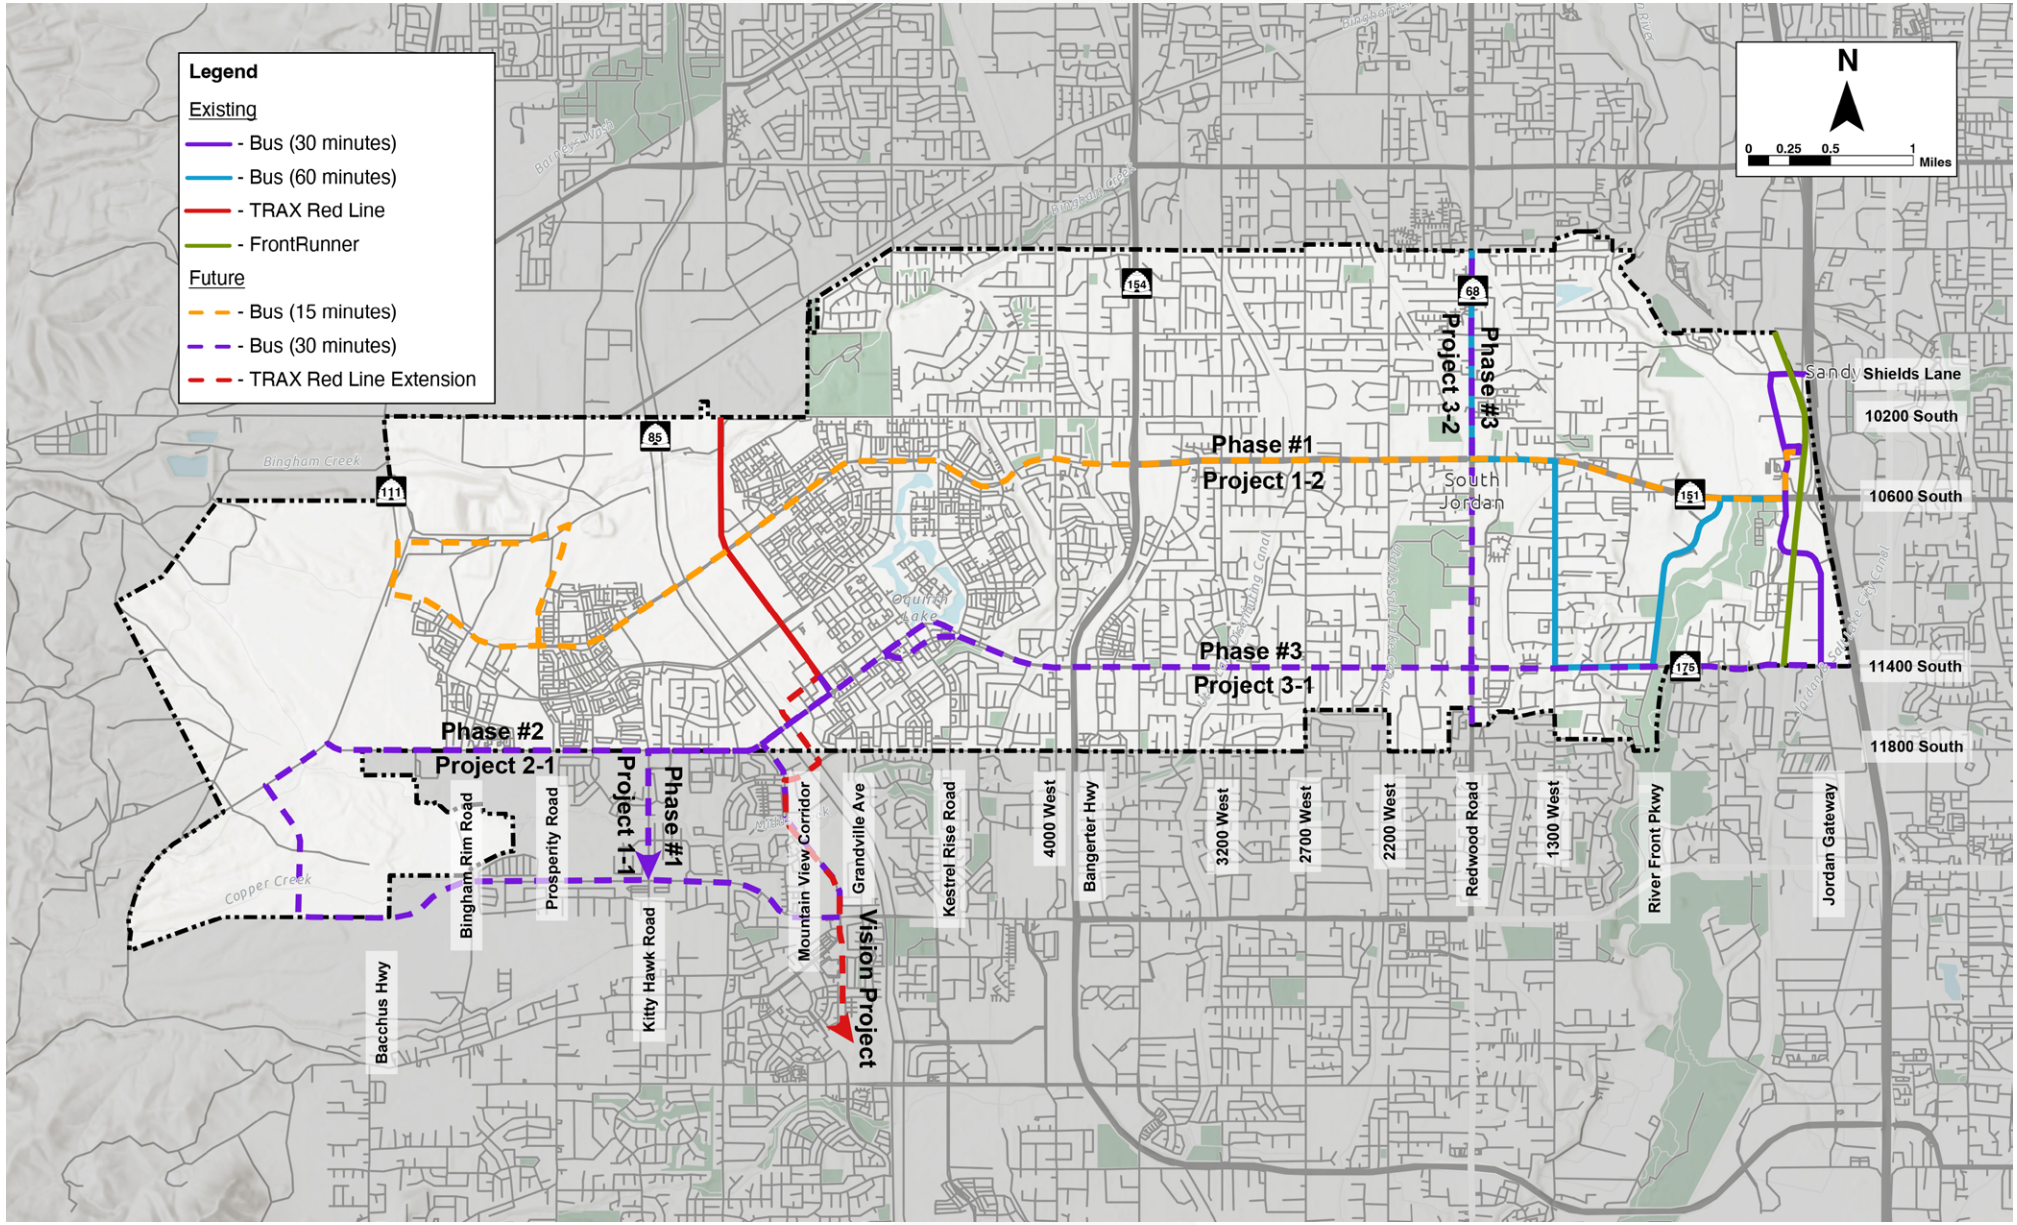 Legend
Existing
- Bus (30 minutes)
- Bus (60 minutes)
- TRAX Red Line
- FrontRunner
Future
- Bus (15 minutes)
- Bus (30 minutes)
- TRAX Red Line Extension
N
0 0.25 0.5 1
Miles
Barneys Wash
Bingham Creek
Bingham Creek
154
68
Phase #3
Project 3-2
Sandy
Shields Lane
10200 South
85
111
Phase #1
Project 1-2
South
Jordan
151
10600 South
Oquirrh
Lake
Phase #3
Project 3-1
175
11400 South
Phase #2
Project 2-1
11800 South
Phase #1
Project 1-1
Copper Creek
Bacchus Hwy
Bingham Rim Road
Prosperity Road
Kitty Hawk Road
Mountain View Corridor
Grandville Ave
Kestrel Rise Road
4000 West
Bangerter Hwy
3200 West
2700 West
2200 West
Redwood Road
1300 West
River Front Pkwy
Jordan Gateway
Vision Project